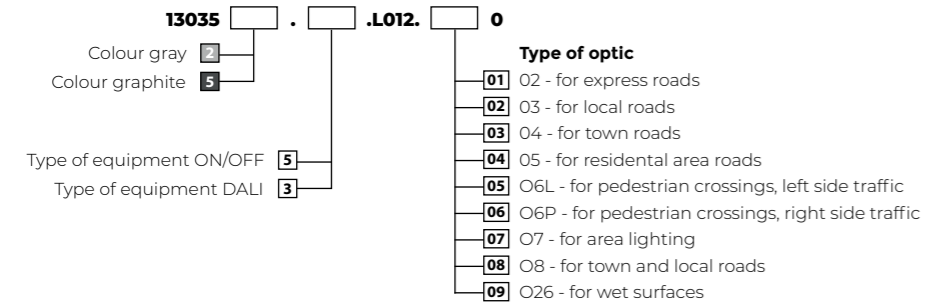 13035 . .L012. 0
Colour gray 2
Colour graphite 5
Type of equipment ON/OFF 5
Type of equipment DALI 3
Type of optic
01 02 - for express roads
02 03 - for local roads
03 04 - for town roads
04 05 - for residental area roads
05 O6L - for pedestrian crossings, left side traffic
06 O6P - for pedestrian crossings, right side traffic
07 O7 - for area lighting
08 O8 - for town and local roads
09 O26 - for wet surfaces